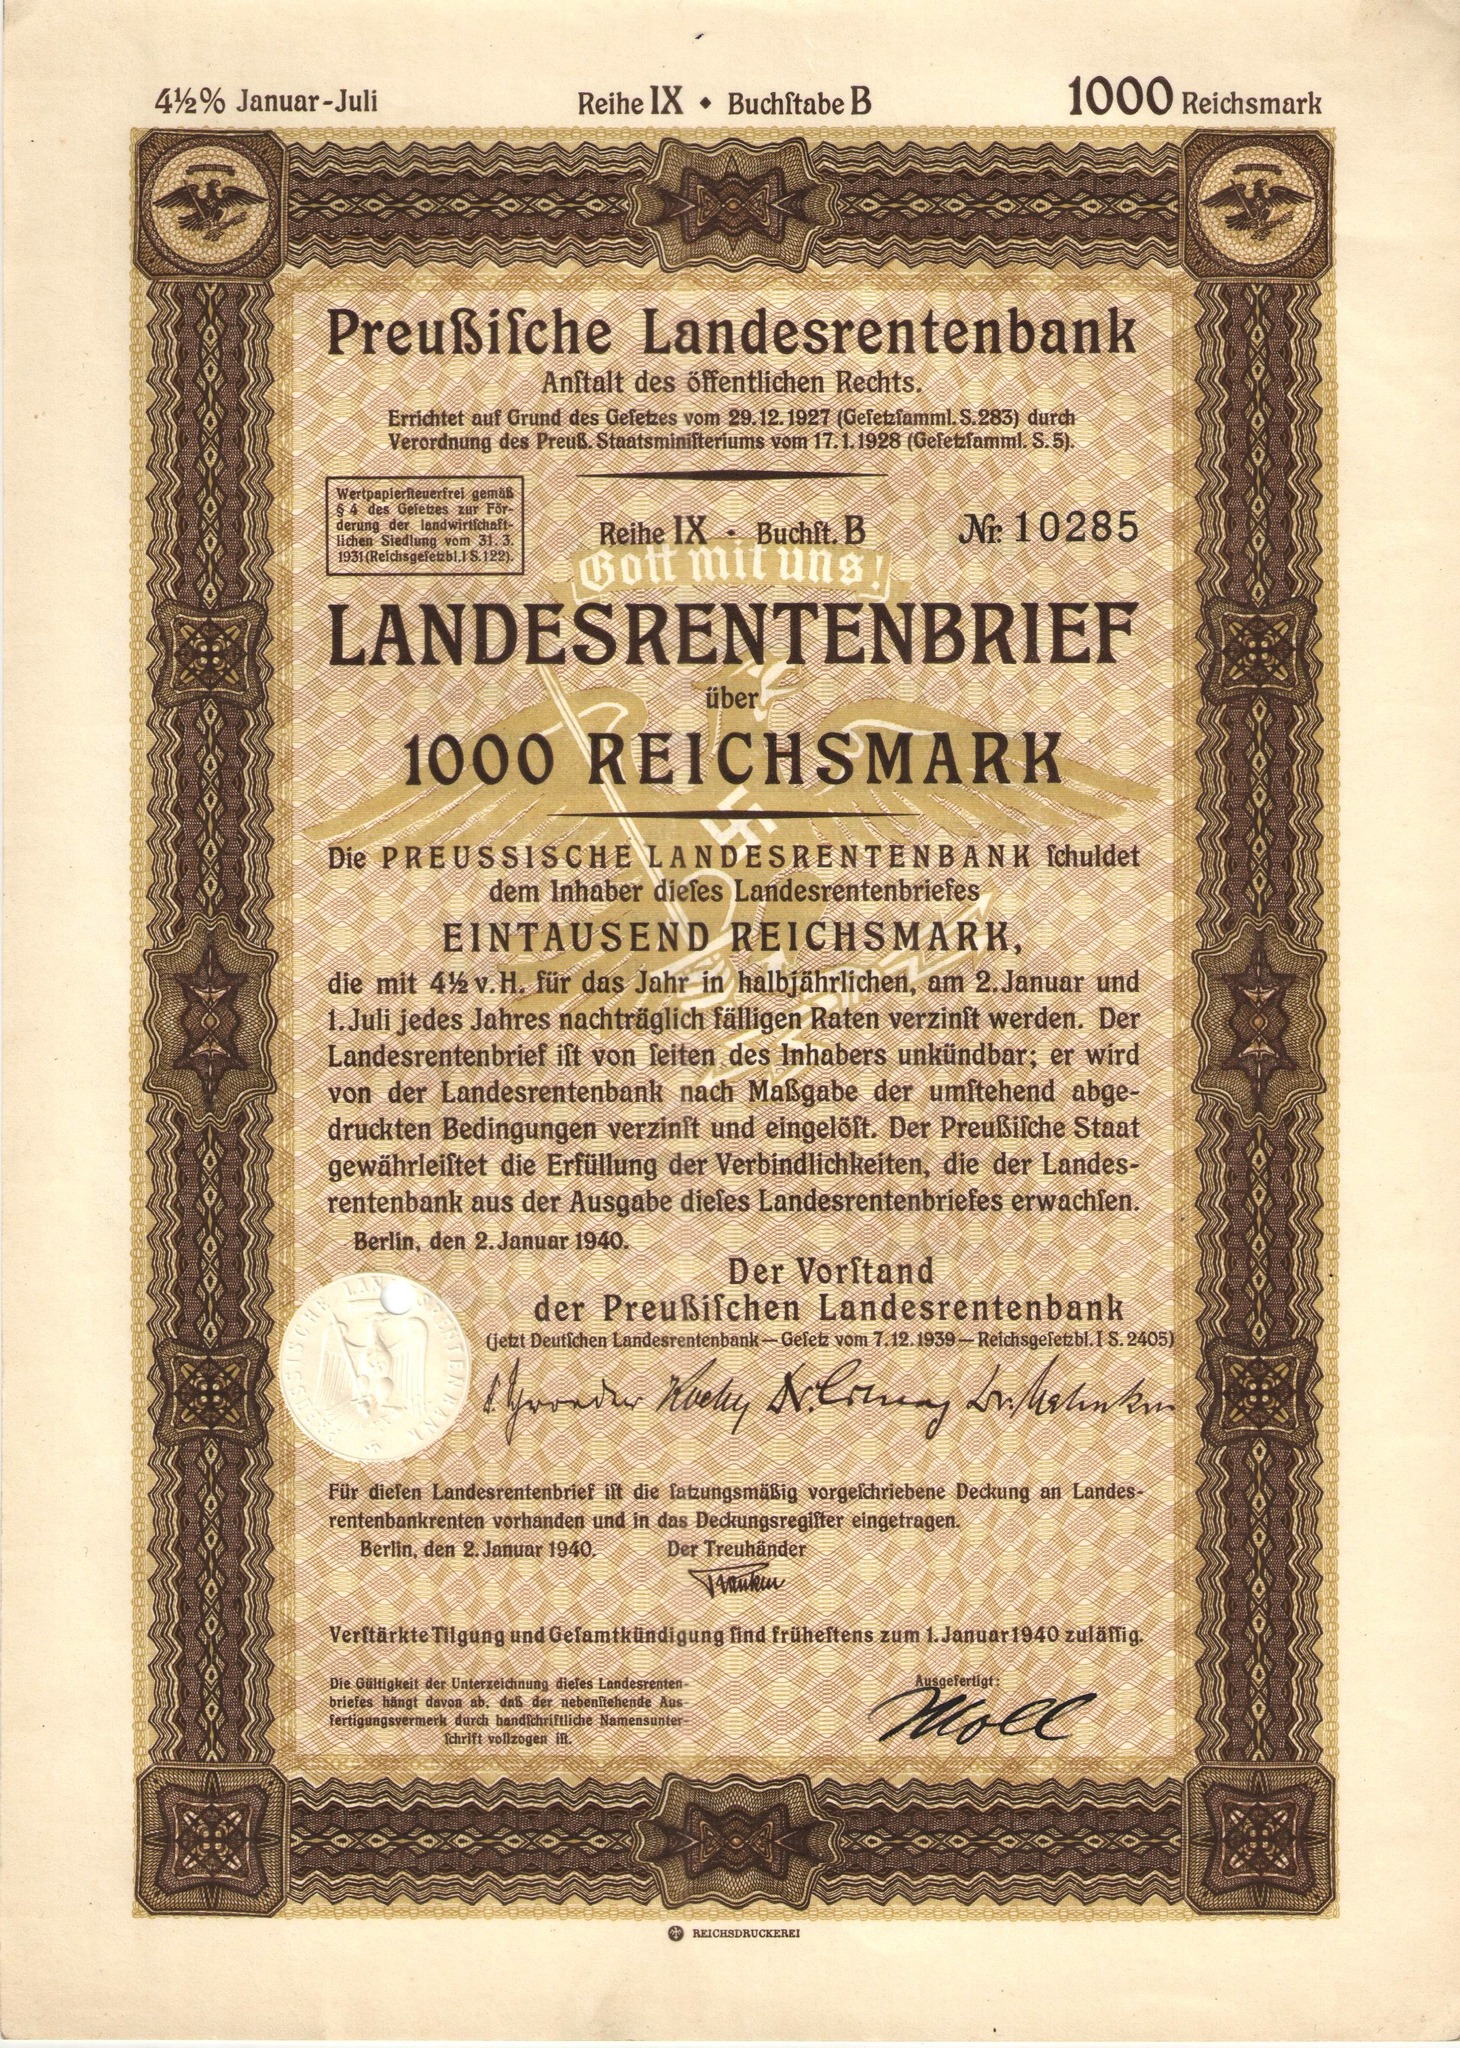 4½% Januar-Juli
Reihe IX • Buchſtabe B
1000 Reichsmark
Preußiſche Landesrentenbank
Anſtalt des öffentlichen Rechts.
Errichtet auf Grund des Geſetzes vom 29.12.1927 (Geſetzſamml. S. 283) durch
Verordnung des Preuß. Staatsminiſteriums vom 17.1.1928 (Geſetzſamml. S. 5).
Wertpapierſteuerfrei gemäß
§ 4 des Geſetzes zur För-
derung der landwirtſchaft-
lichen Siedlung vom 31. 3.
1931 (Reichsgeſetzbl. I S. 122).
Reihe IX • Buchſt. B
Nr. 10285
Gott mit uns!
LANDESRENTENBRIEF
über
1000 REICHSMARK
Die PREUSSISCHE LANDESRENTENBANK ſchuldet
dem Inhaber dieſes Landesrentenbriefes
EINTAUSEND REICHSMARK,
die mit 4½ v. H. für das Jahr in halbjährlichen, am 2. Januar und
1. Juli jedes Jahres nachträglich fälligen Raten verzinſt werden. Der
Landesrentenbrief iſt von ſeiten des Inhabers unkündbar; er wird
von der Landesrentenbank nach Maßgabe der umſtehend abge-
druckten Bedingungen verzinſt und eingelöſt. Der Preußiſche Staat
gewährleiſtet die Erfüllung der Verbindlichkeiten, die der Landes-
rentenbank aus der Ausgabe dieſes Landesrentenbriefes erwachſen.
Berlin, den 2. Januar 1940.
Der Vorſtand
der Preußiſchen Landesrentenbank
(jetzt Deutſchen Landesrentenbank — Geſetz vom 7.12.1939 — Reichsgeſetzbl. I S. 2405)
Für dieſen Landesrentenbrief iſt die ſatzungsmäßig vorgeſchriebene Deckung an Landes-
rentenbankrenten vorhanden und in das Deckungsregiſter eingetragen.
Berlin, den 2. Januar 1940.
Der Treuhänder
Verſtärkte Tilgung und Geſamtkündigung ſind früheſtens zum 1. Januar 1940 zuläſſig.
Die Gültigkeit der Unterzeichnung dieſes Landesrenten-
briefes hängt davon ab, daß der nebenſtehende Aus-
fertigungsvermerk durch handſchriftliche Namensunter-
ſchrift vollzogen iſt.
Ausgefertigt:
Moll
REICHSDRUCKEREI